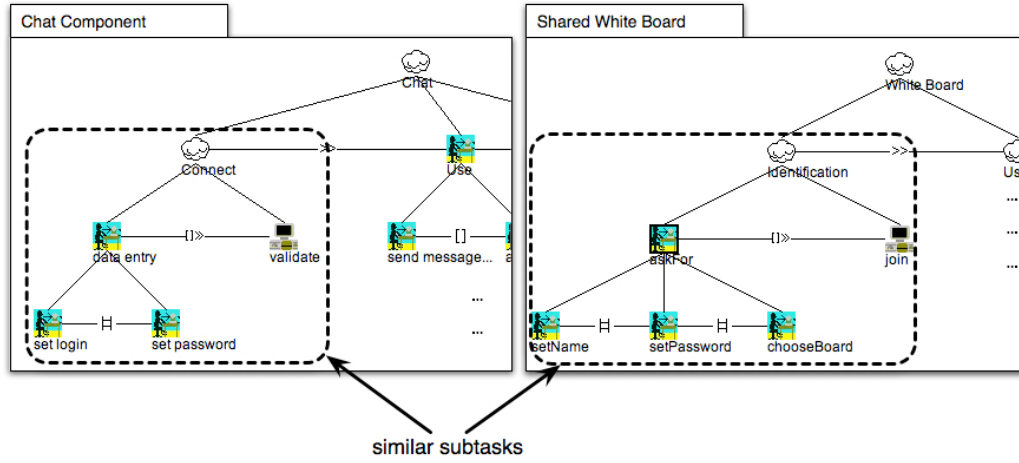 Chat Component
Shared White Board
Chat
White Board
Connect
>>
Use
Identification
>>
Us
data entry
[]>>
validate
send message...
[]
a
...
...
askFor
[]>>
join
...
...
...
set login
set password
setName
setPassword
chooseBoard
similar subtasks